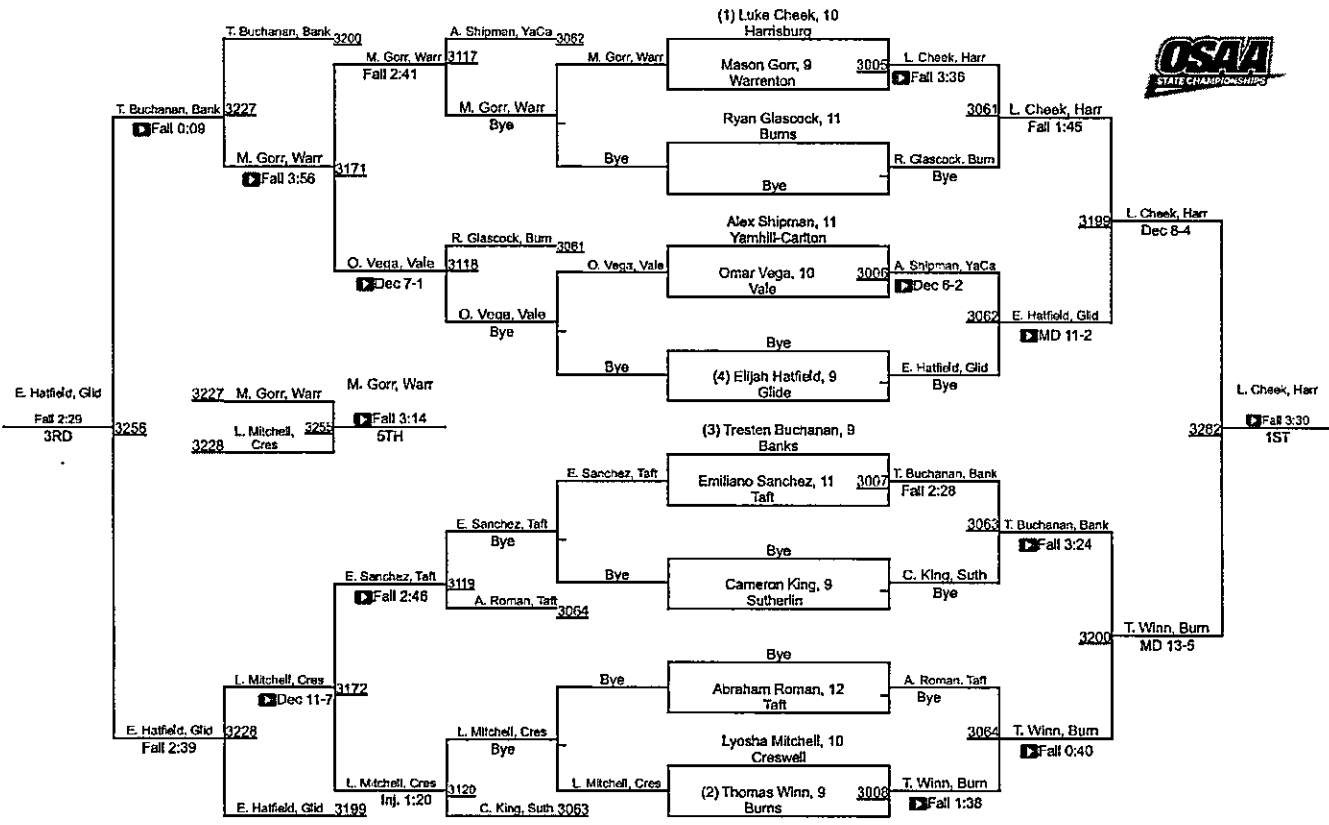 (1) Luke Cheek, 10
Harrisburg
OSAA
STATE CHAMPIONSHIPS
T. Buchanan, Bank 3200
A. Shipman, YaCa 3062
M. Gorr, Warr 3117
Fall 2:41
M. Gorr, Warr
Mason Gorr, 9
Warrenton
3005
L. Cheek, Harr
Fall 3:36
T. Buchanan, Bank 3227
Fall 0:09
M. Gorr, Warr
Bye
Ryan Glascock, 11
Burns
3061
L. Cheek, Harr
Fall 1:45
M. Gorr, Warr
Fall 3:56
3171
Bye
Bye
R. Glascock, Burn
Bye
Alex Shipman, 11
Yamhill-Carlton
3199
L. Cheek, Harr
Dec 8-4
R. Glascock, Burn 3061
O. Vega, Vale 3118
Dec 7-1
O. Vega, Vale
Omar Vega, 10
Vale
3006
A. Shipman, YaCa
Dec 6-2
O. Vega, Vale
Bye
3062
E. Hatfield, Glid
MD 11-2
Bye
Bye
(4) Elijah Hatfield, 9
Glide
E. Hatfield, Glid
Bye
E. Hatfield, Glid
Fall 2:29
3RD
3256
3227 M. Gorr, Warr
3228 L. Mitchell, Cres
3255
M. Gorr, Warr
Fall 3:14
5TH
3282
L. Cheek, Harr
Fall 3:30
1ST
(3) Tresten Buchanan, 9
Banks
E. Sanchez, Taft
Emiliano Sanchez, 11
Taft
3007
T. Buchanan, Bank
Fall 2:28
E. Sanchez, Taft
Bye
3063
T. Buchanan, Bank
Fall 3:24
Bye
E. Sanchez, Taft 3119
Fall 2:46
Bye
Cameron King, 9
Sutherlin
C. King, Suth
Bye
A. Roman, Taft 3064
3200
T. Winn, Burn
MD 13-5
Bye
L. Mitchell, Cres
Dec 11-7
3172
Bye
Abraham Roman, 12
Taft
A. Roman, Taft
Bye
E. Hatfield, Glid 3228
Fall 2:39
L. Mitchell, Cres
Bye
Lyosha Mitchell, 10
Creswell
3064
T. Winn, Burn
Fall 0:40
L. Mitchell, Cres 3120
Inj. 1:20
L. Mitchell, Cres
(2) Thomas Winn, 9
Burns
3008
T. Winn, Burn
Fall 1:38
E. Hatfield, Glid 3199
C. King, Suth 3063